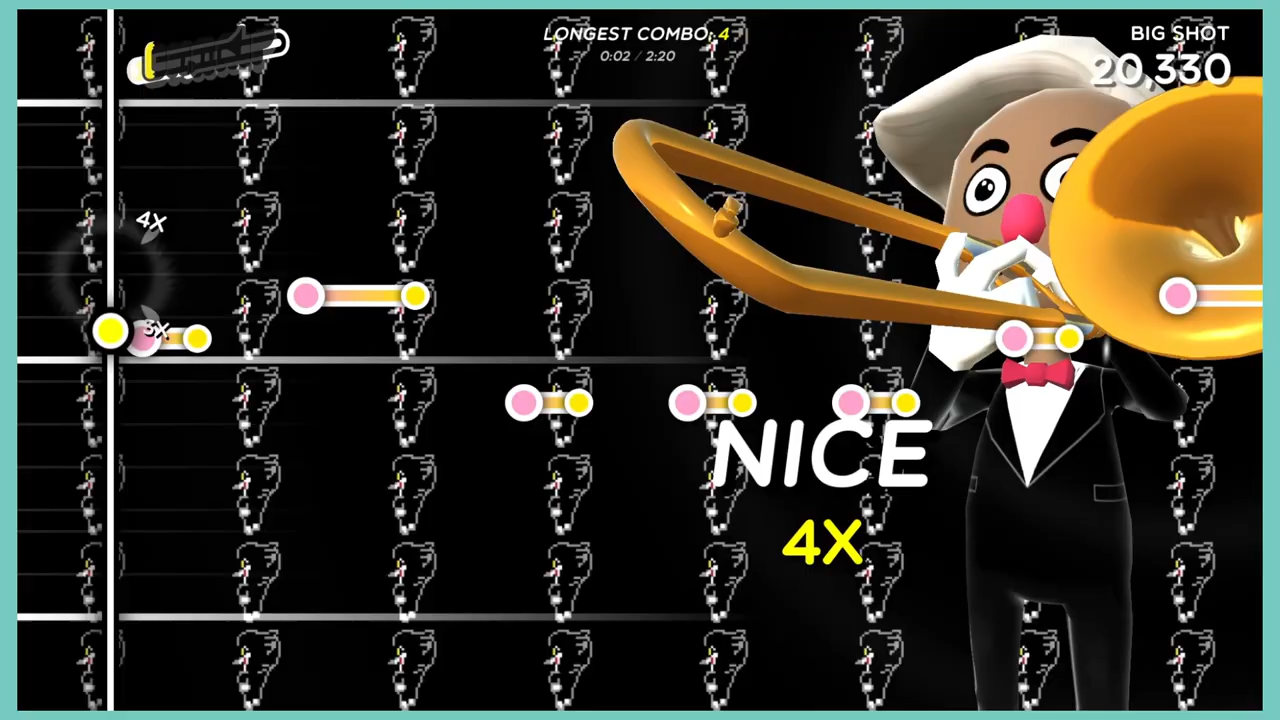 LONGEST COMBO: 4
0:02 / 2:20
BIG SHOT
20,330
4X
3X
NICE
4X